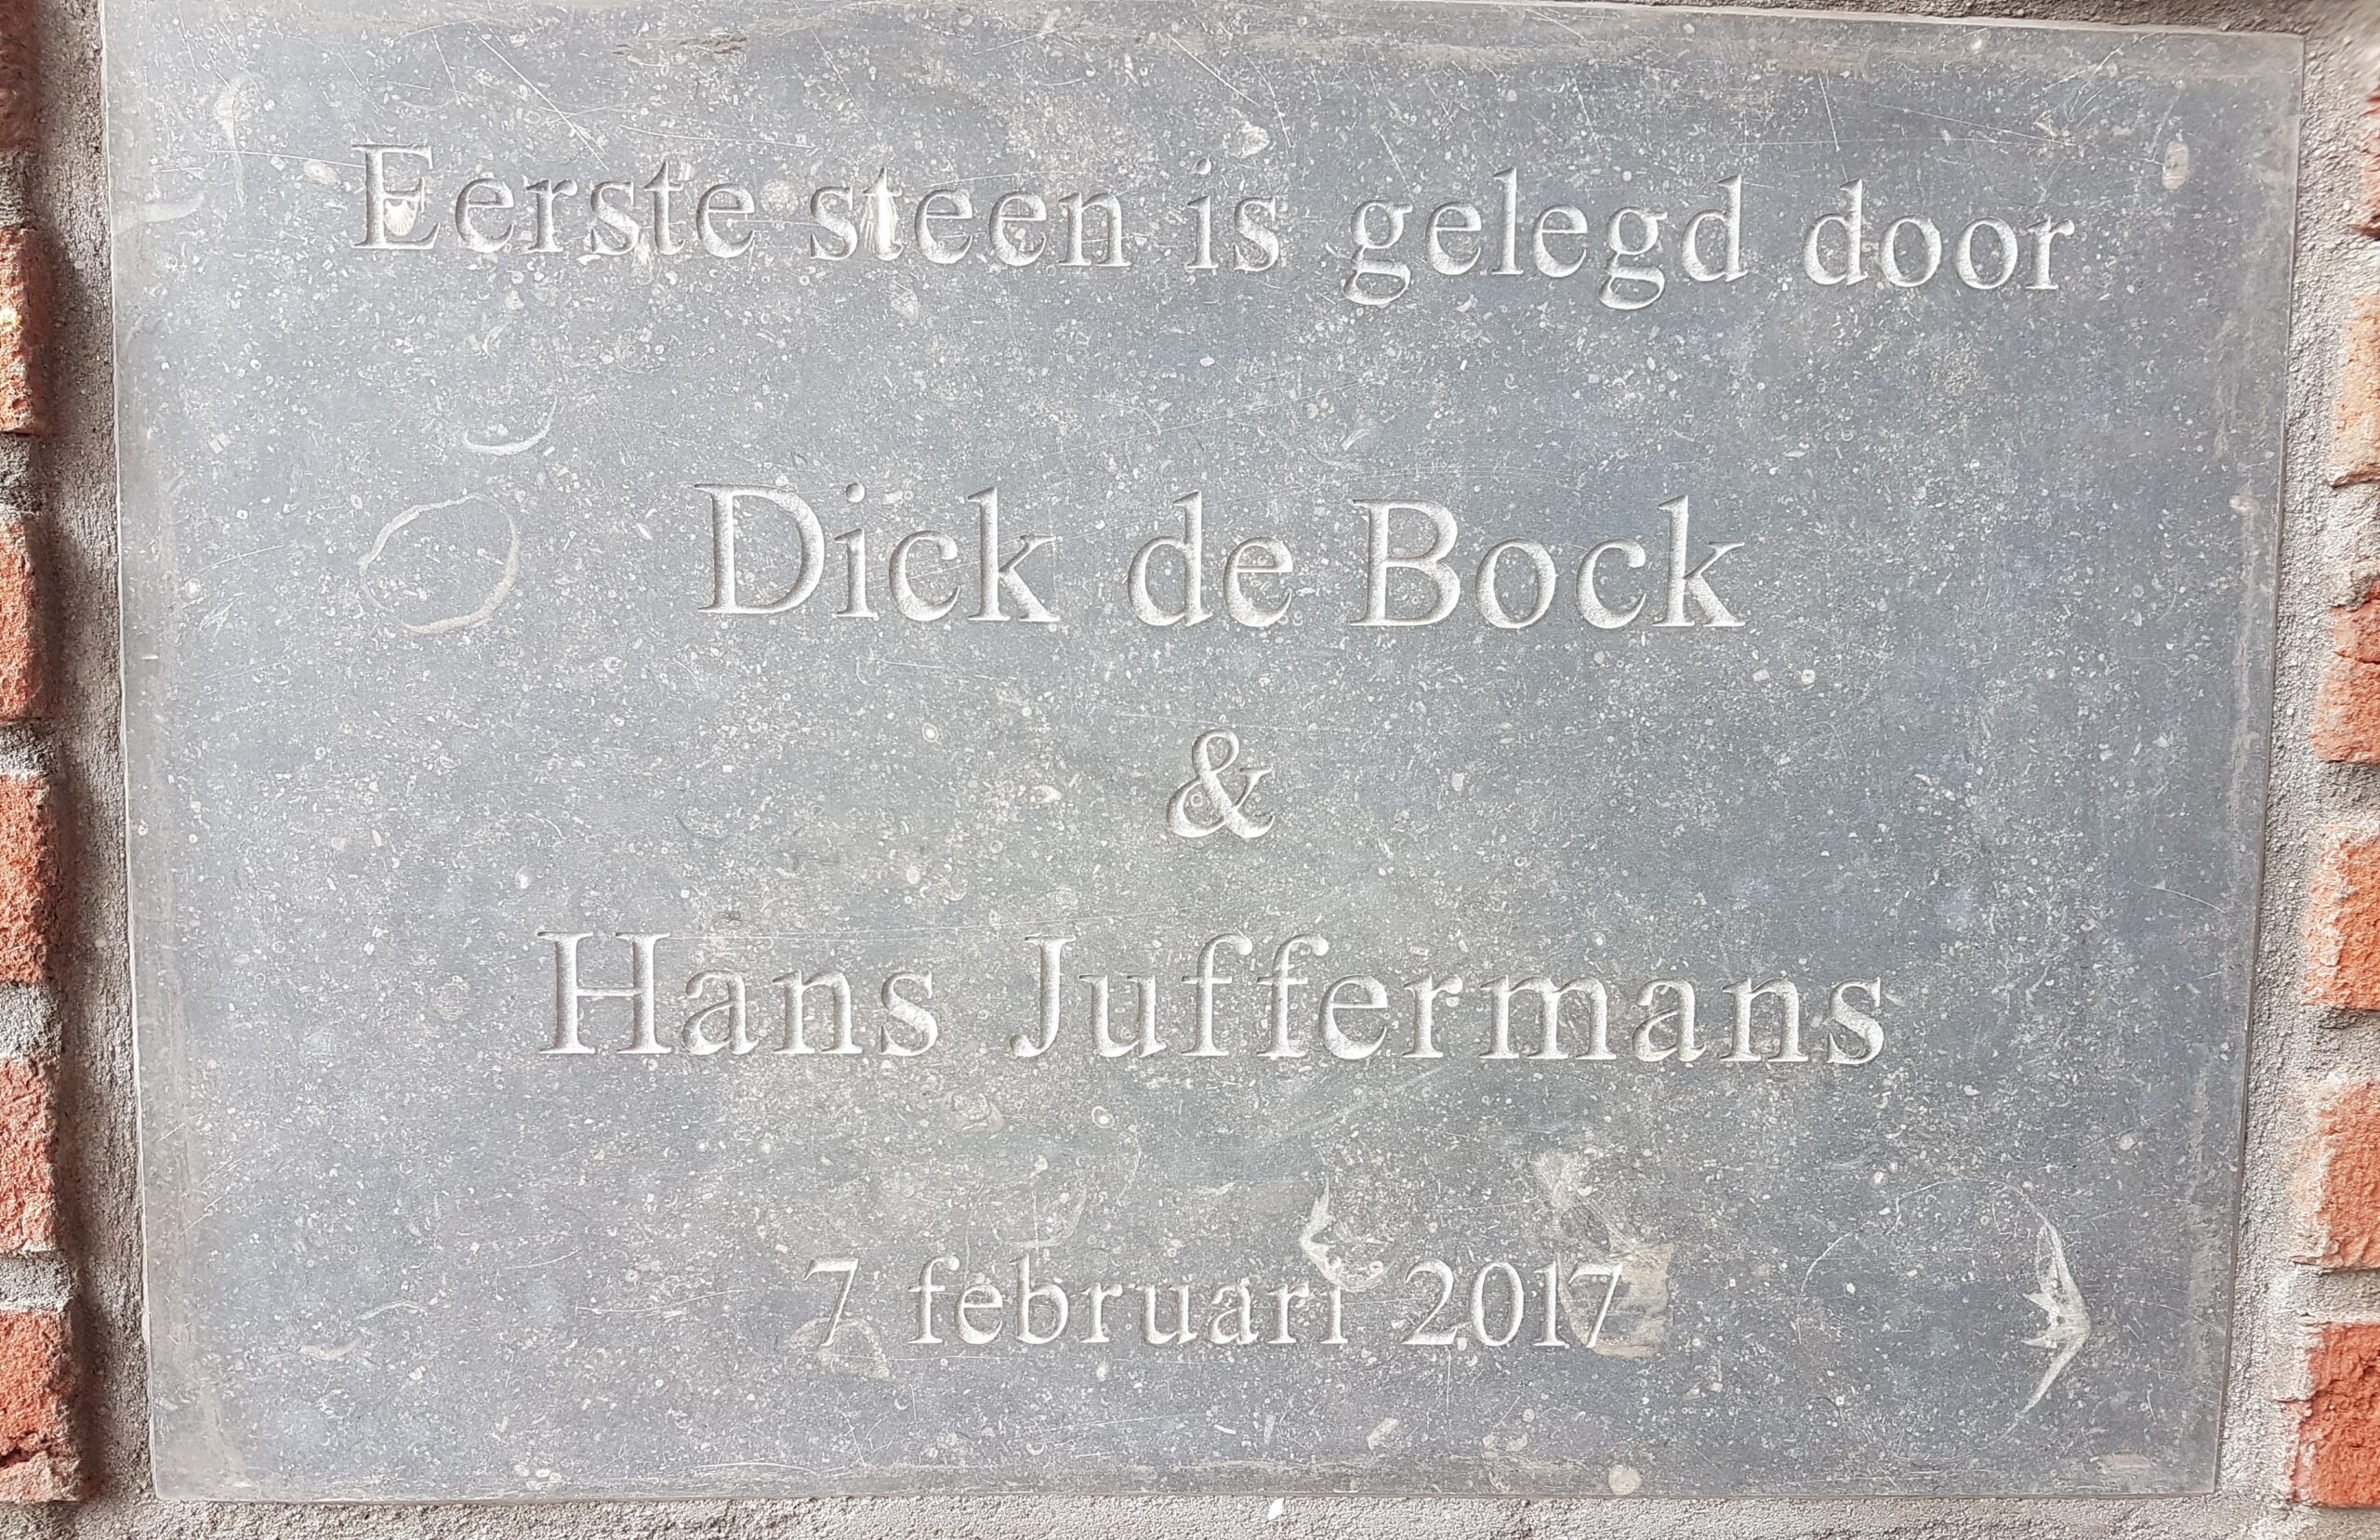 Eerste steen is gelegd door
Dick de Bock
&
Hans Juffermans
7 februari 2017